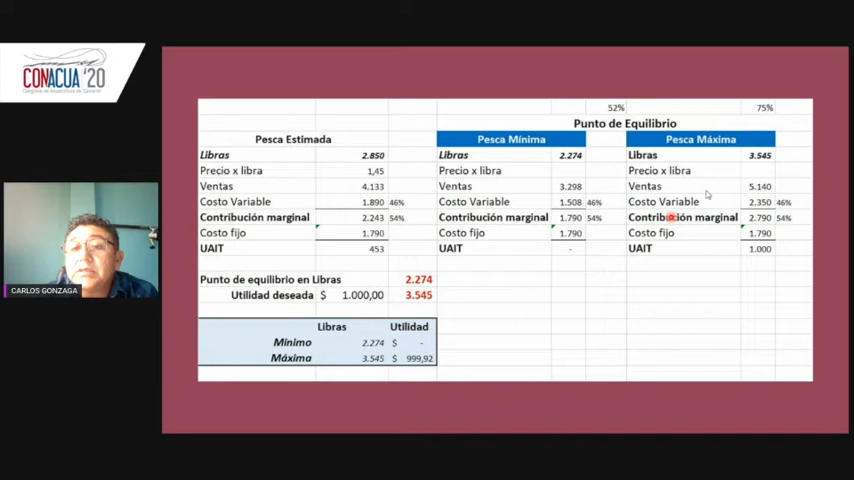 CONACUA '20
Congreso de Acuicultura de Camarón
CARLOS GONZAGA
52% 75%
Punto de Equilibrio
Pesca Estimada Pesca Mínima Pesca Máxima
Libras 2.850 Libras 2.274 Libras 3.545
Precio x libra 1,45 Precio x libra Precio x libra
Ventas 4.133 Ventas 3.298 Ventas 5.140
Costo Variable 1.890 46% Costo Variable 1.508 46% Costo Variable 2.350 46%
Contribución marginal 2.243 54% Contribución marginal 1.790 54% Contribución marginal 2.790 54%
Costo fijo 1.790 Costo fijo 1.790 Costo fijo 1.790
UAIT 453 UAIT - UAIT 1.000
Punto de equilibrio en Libras 2.274
Utilidad deseada $ 1.000,00 3.545
Libras Utilidad
Mínimo 2.274 $ -
Máxima 3.545 $ 999,92